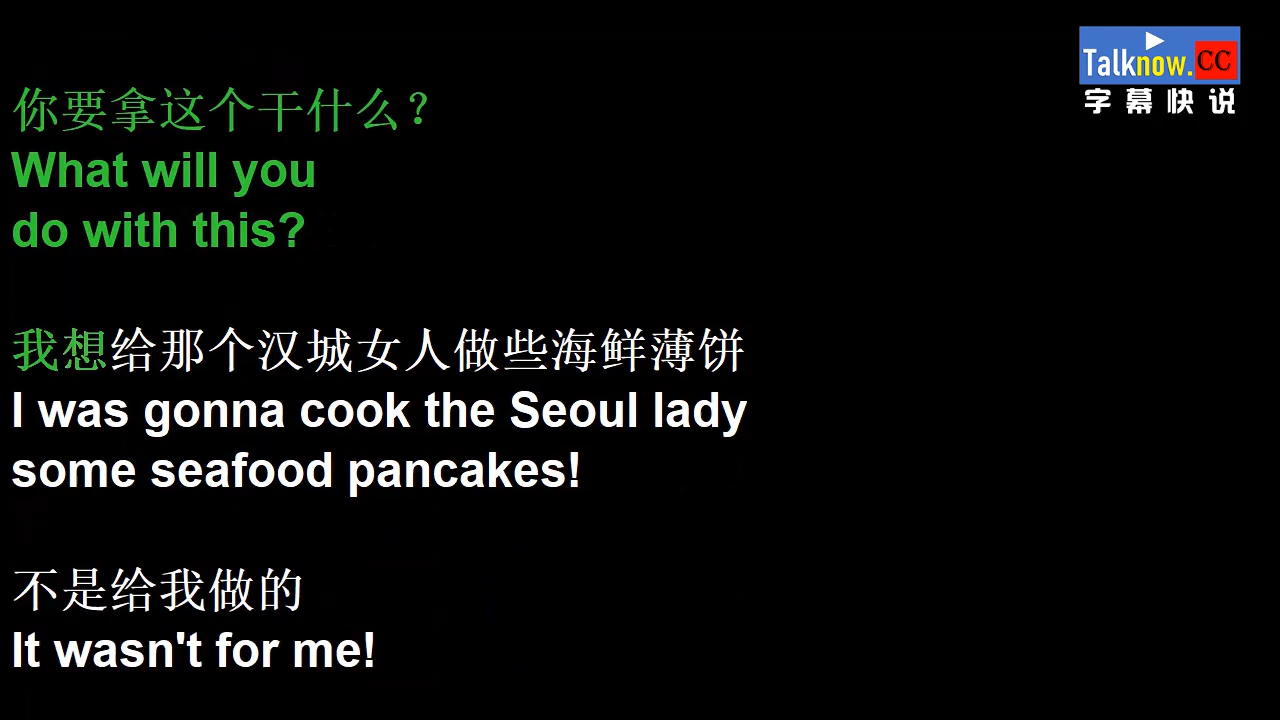 Talknow.CC
字幕快说
你要拿这个干什么？
What will you
do with this?
我想给那个汉城女人做些海鲜薄饼
I was gonna cook the Seoul lady
some seafood pancakes!
不是给我做的
It wasn't for me!